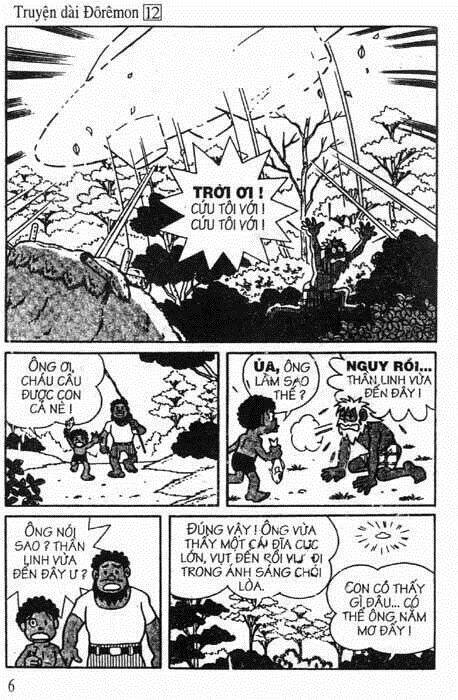 Truyện dài Đôrêmon 12
TRỜI ƠI !
CỨU TÔI VỚI !
CỨU TÔI VỚI !
ÔNG ƠI,
CHÁU CÂU
ĐƯỢC CON
CÁ NÈ !
ỦA, ÔNG
LÀM SAO
THẾ ?
NGUY RỒI...
THẦN LINH VỪA
ĐẾN ĐÂY !
ÔNG NÓI
SAO ? THẦN
LINH VỪA
ĐẾN ĐÂY Ư ?
ĐÚNG VẬY ! ÔNG VỪA
THẤY MỘT CÁI ĐĨA CỰC
LỚN, VỤT ĐẾN RỒI VỤT ĐI
TRONG ÁNH SÁNG CHÓI
LÒA.
CON CÓ THẤY
GÌ ĐÂU... CÓ
THỂ ÔNG NẰM
MƠ ĐẤY !
6